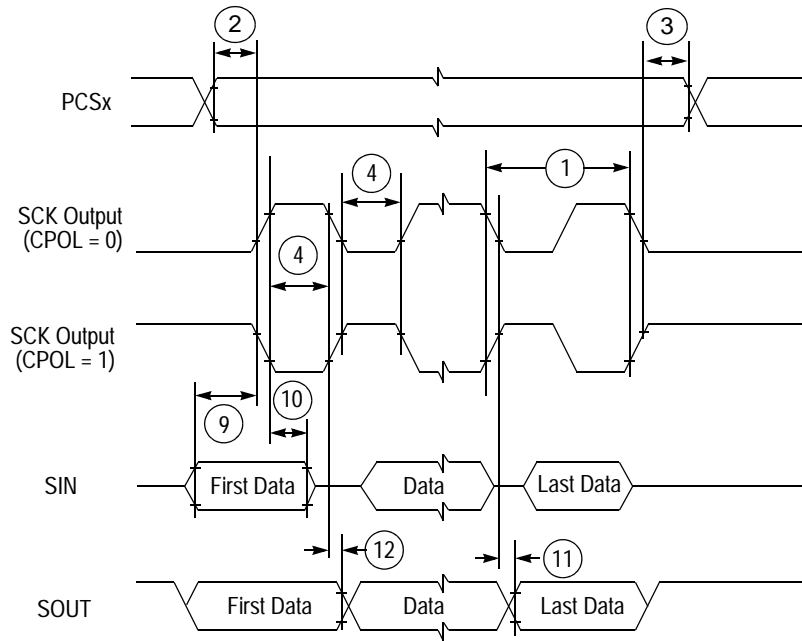 2
3
PCSx
4
1
SCK Output
(CPOL = 0)
4
SCK Output
(CPOL = 1)
9
10
SIN
First Data
Data
Last Data
12
11
SOUT
First Data
Data
Last Data